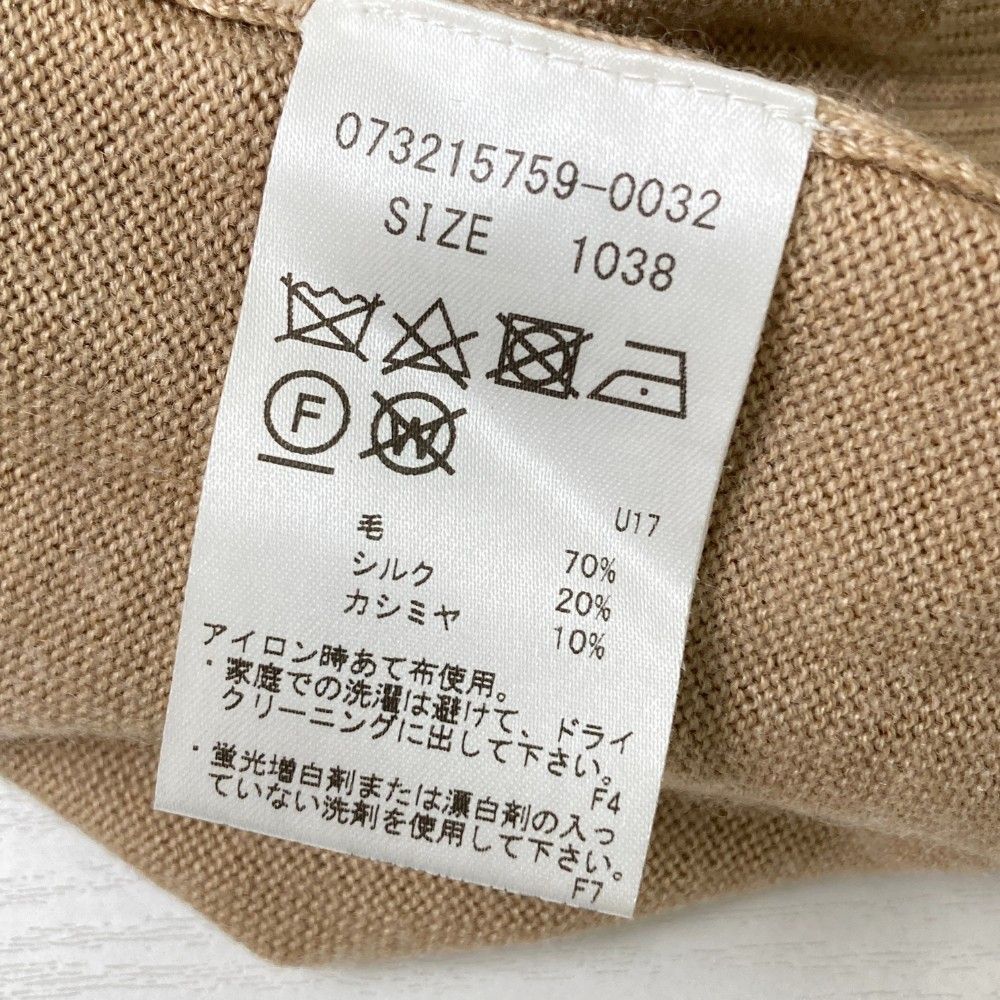 073215759-0032
SIZE 1038
F W
U17
毛 70%
シルク 20%
カシミヤ 10%
アイロン時あて布使用。
・家庭での洗濯は避けて、ドライ
クリーニングに出して下さい。
F4
・蛍光増白剤または漂白剤の入っ
ていない洗剤を使用して下さい。
F7